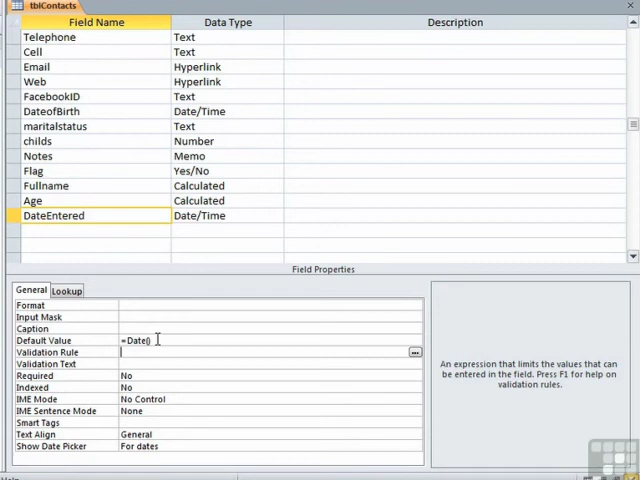 tblContacts
Field Name Data Type Description
Telephone Text
Cell Text
Email Hyperlink
Web Hyperlink
FacebookID Text
DateofBirth Date/Time
maritalstatus Text
childs Number
Notes Memo
Flag Yes/No
Fullname Calculated
Age Calculated
DateEntered Date/Time
Field Properties
General Lookup
Format
Input Mask
Caption
Default Value =Date()
Validation Rule
Validation Text
Required No
Indexed No
IME Mode No Control
IME Sentence Mode None
Smart Tags
Text Align General
Show Date Picker For dates
An expression that limits the values that can
be entered in the field. Press F1 for help on
validation rules.